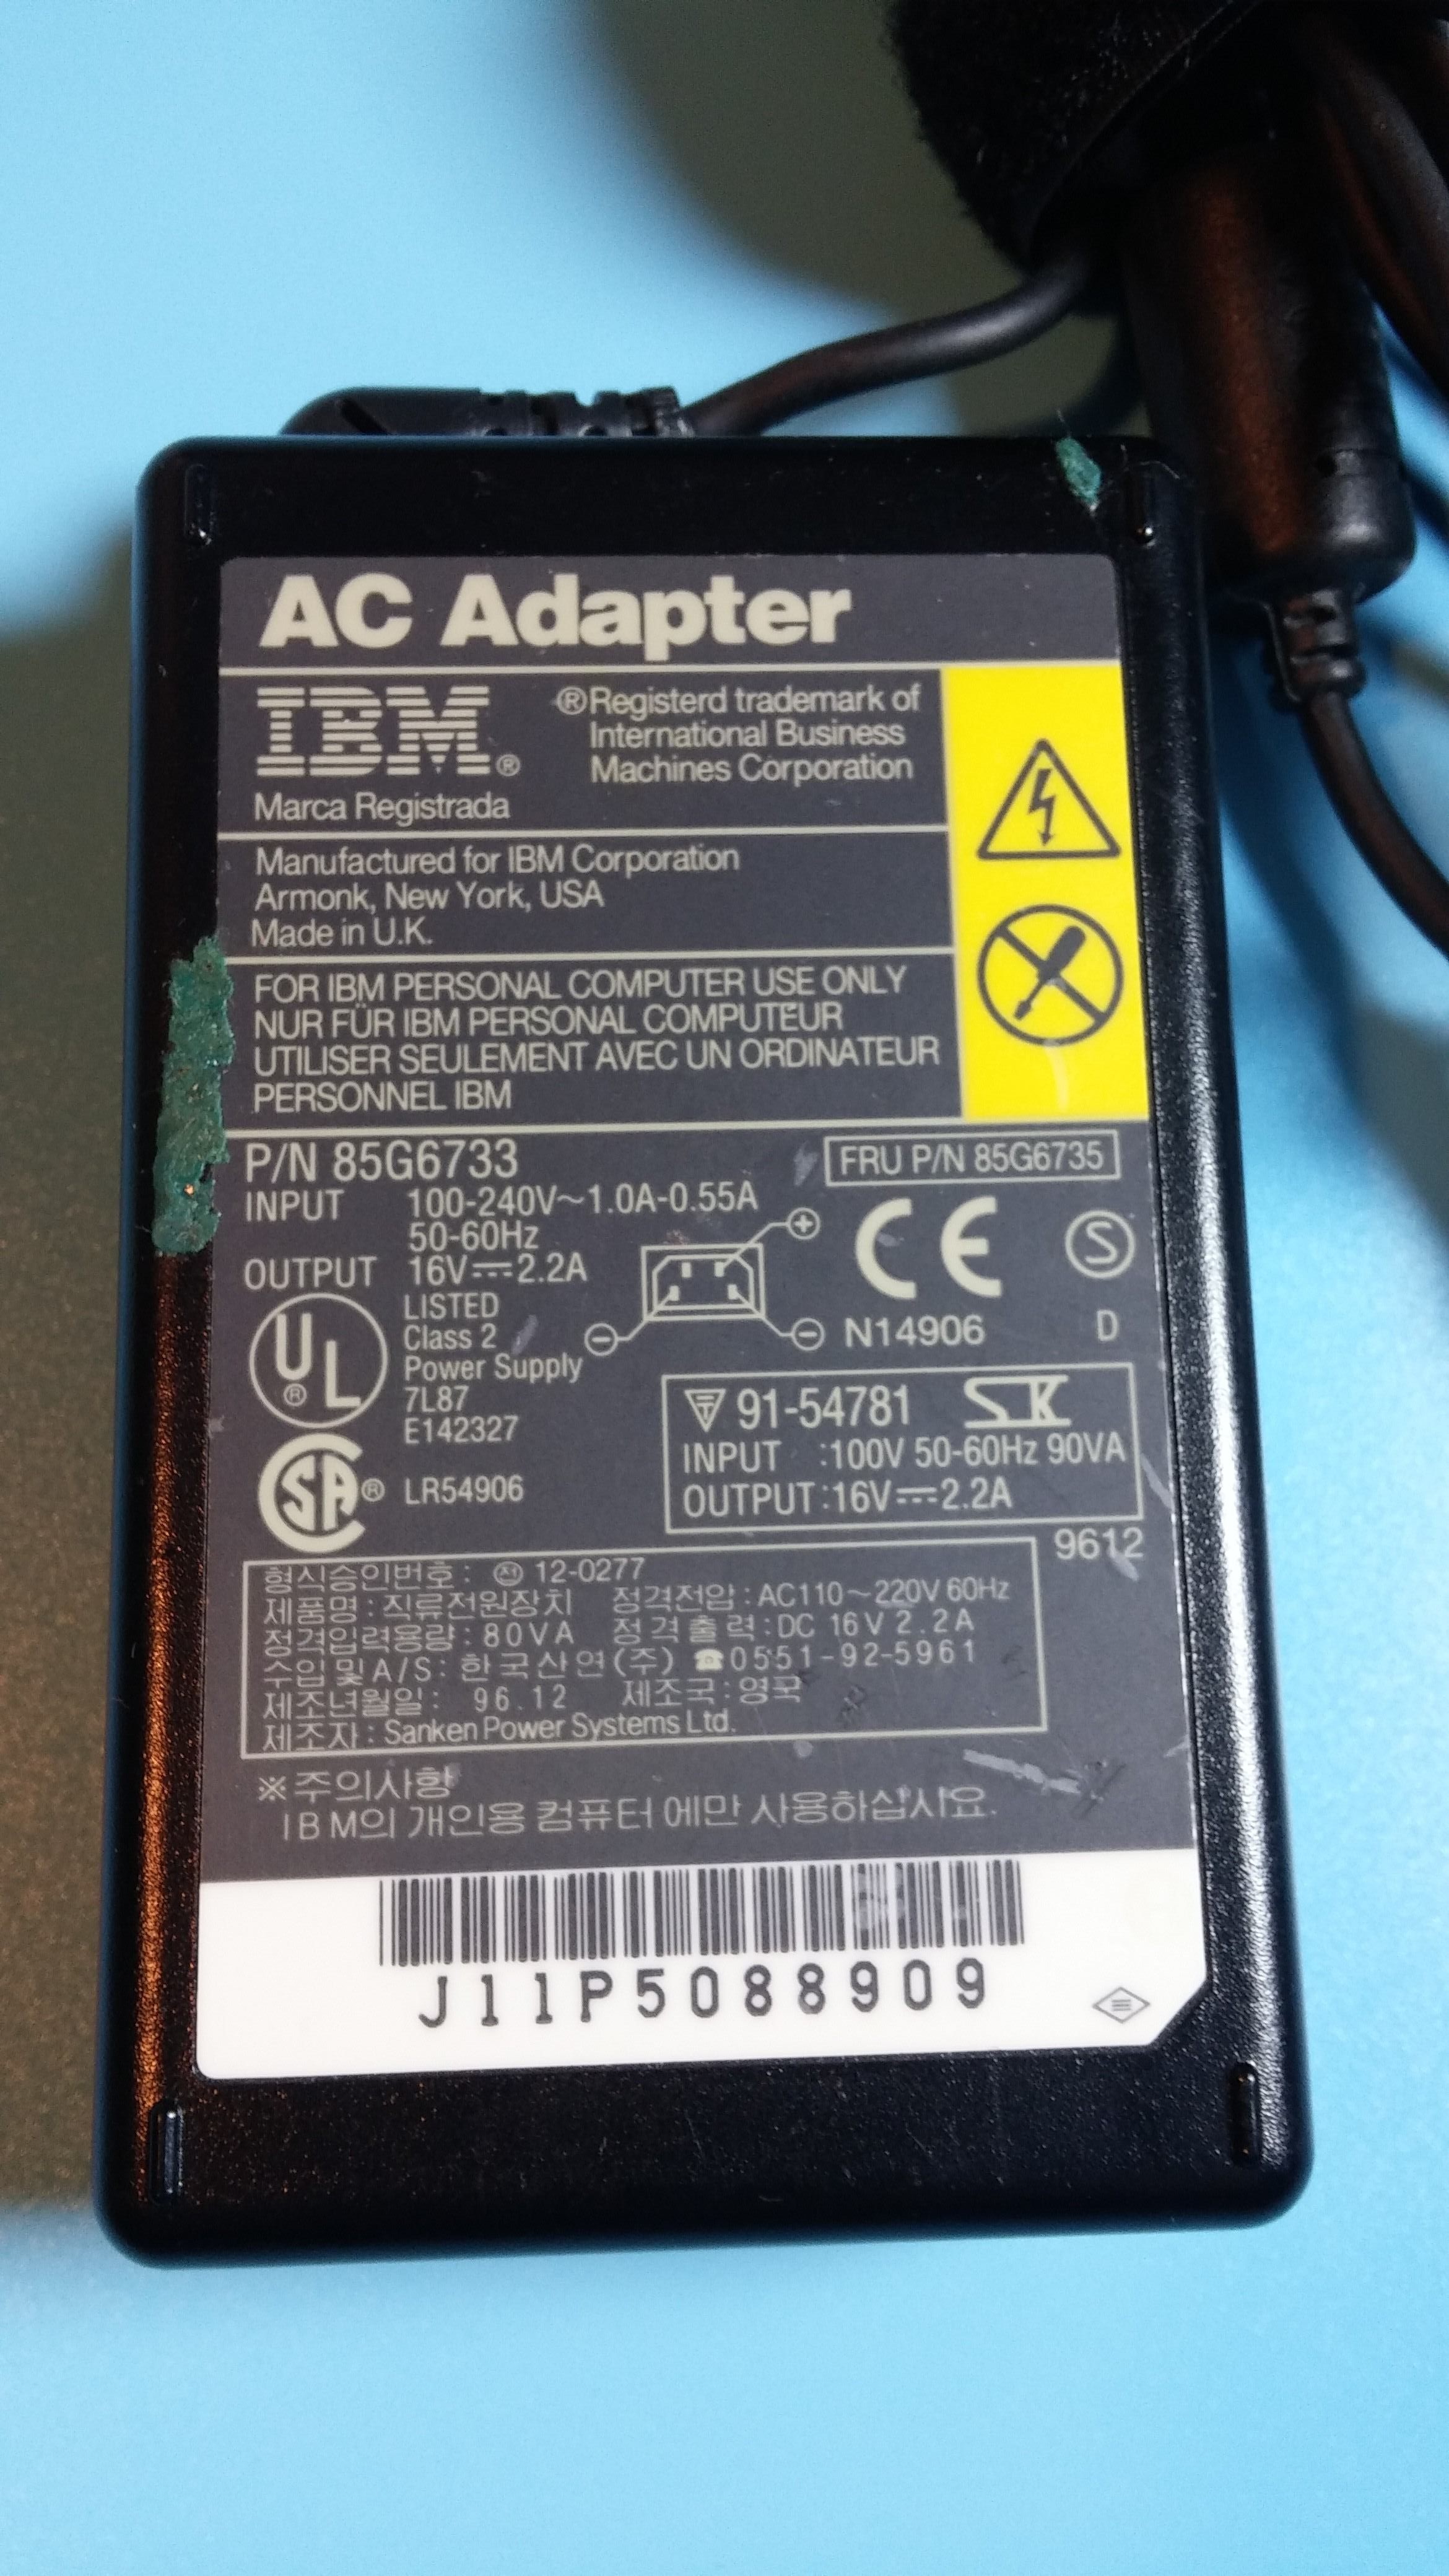 AC Adapter
IBM® ®Registerd trademark of
International Business
Machines Corporation
Marca Registrada
Manufactured for IBM Corporation
Armonk, New York, USA
Made in U.K.
FOR IBM PERSONAL COMPUTER USE ONLY
NUR FÜR IBM PERSONAL COMPUTEUR
UTILISER SEULEMENT AVEC UN ORDINATEUR
PERSONNEL IBM
P/N 85G6733 FRU P/N 85G6735
INPUT 100-240V~1.0A-0.55A
50-60Hz
OUTPUT 16V⎓2.2A
+
− −
CE S
N14906 D
UL® LISTED
Class 2
Power Supply
7L87
E142327
CSA® LR54906
T 91-54781 SK
INPUT :100V 50-60Hz 90VA
OUTPUT:16V⎓2.2A
9612
형식승인번호: ㉠ 12-0277
제품명:직류전원장치 정격전압:AC110~220V 60Hz
정격입력용량:80VA 정격출력:DC 16V 2.2A
수입및A/S:한국산연(주) ☎0551-92-5961
제조년월일: 96.12 제조국:영국
제조자:Sanken Power Systems Ltd.
※주의사항
IBM의 개인용 컴퓨터에만 사용하십시요.
J11P5088909